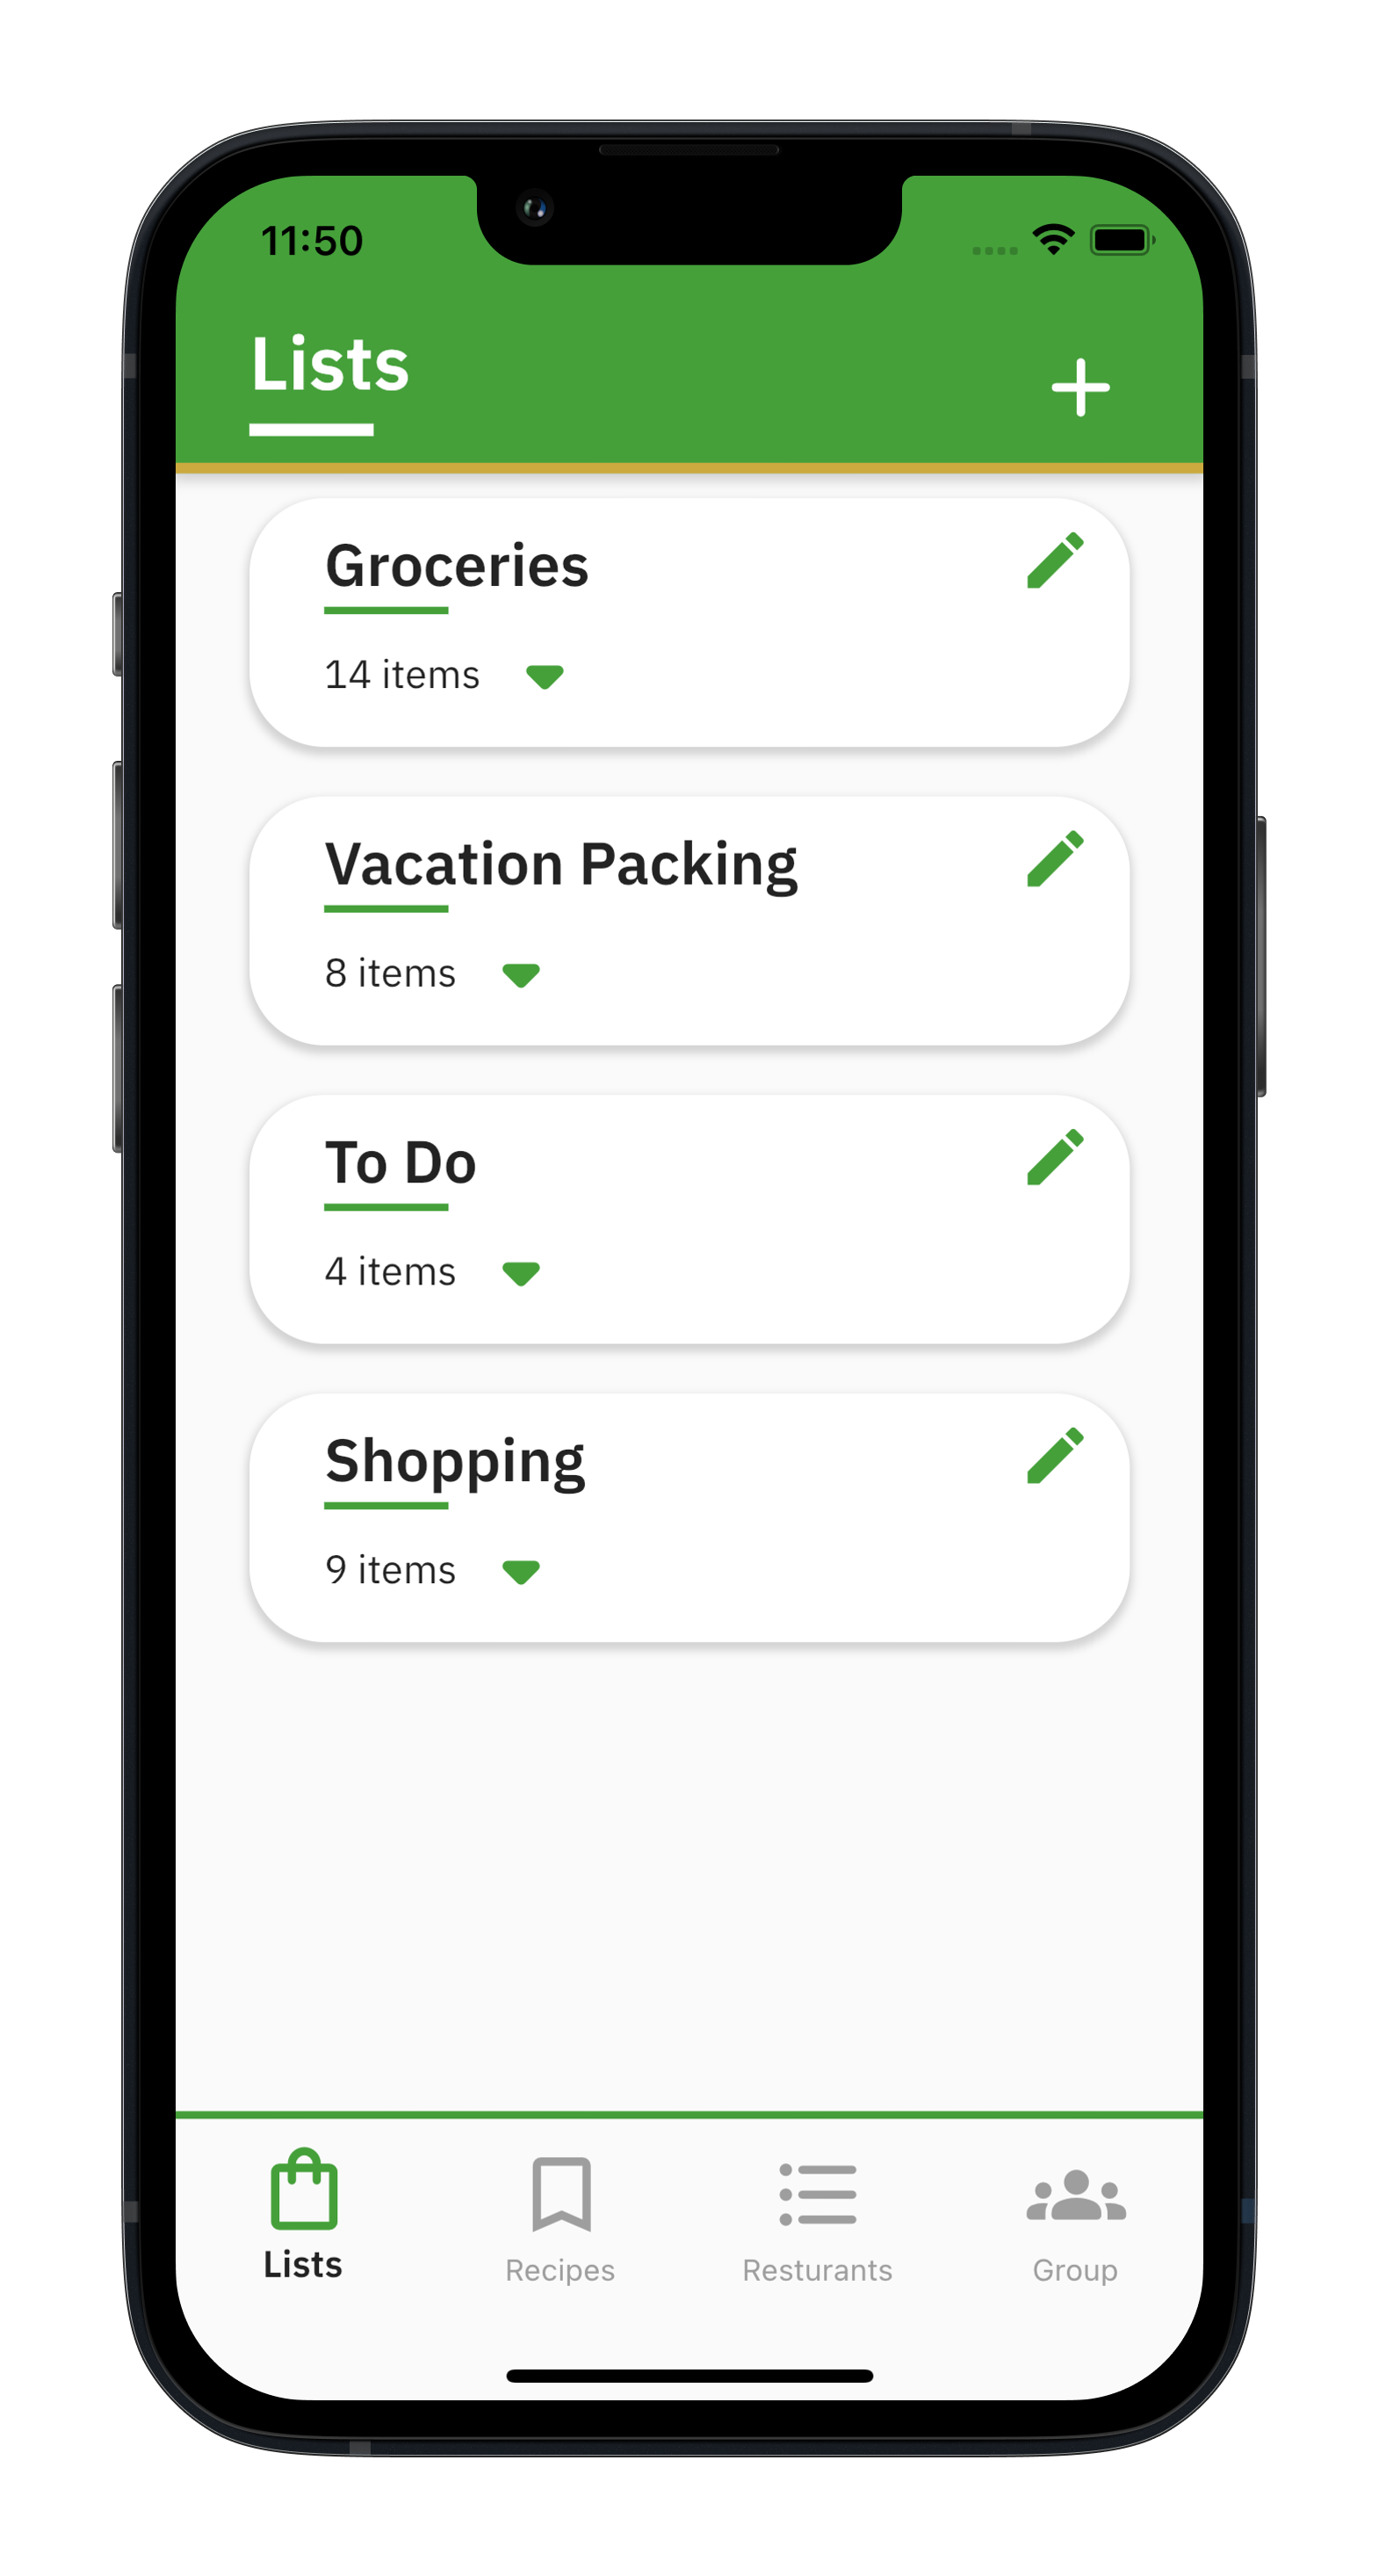 11:50
Lists
Groceries
14 items
Vacation Packing
8 items
To Do
4 items
Shopping
9 items
Lists Recipes Resturants Group